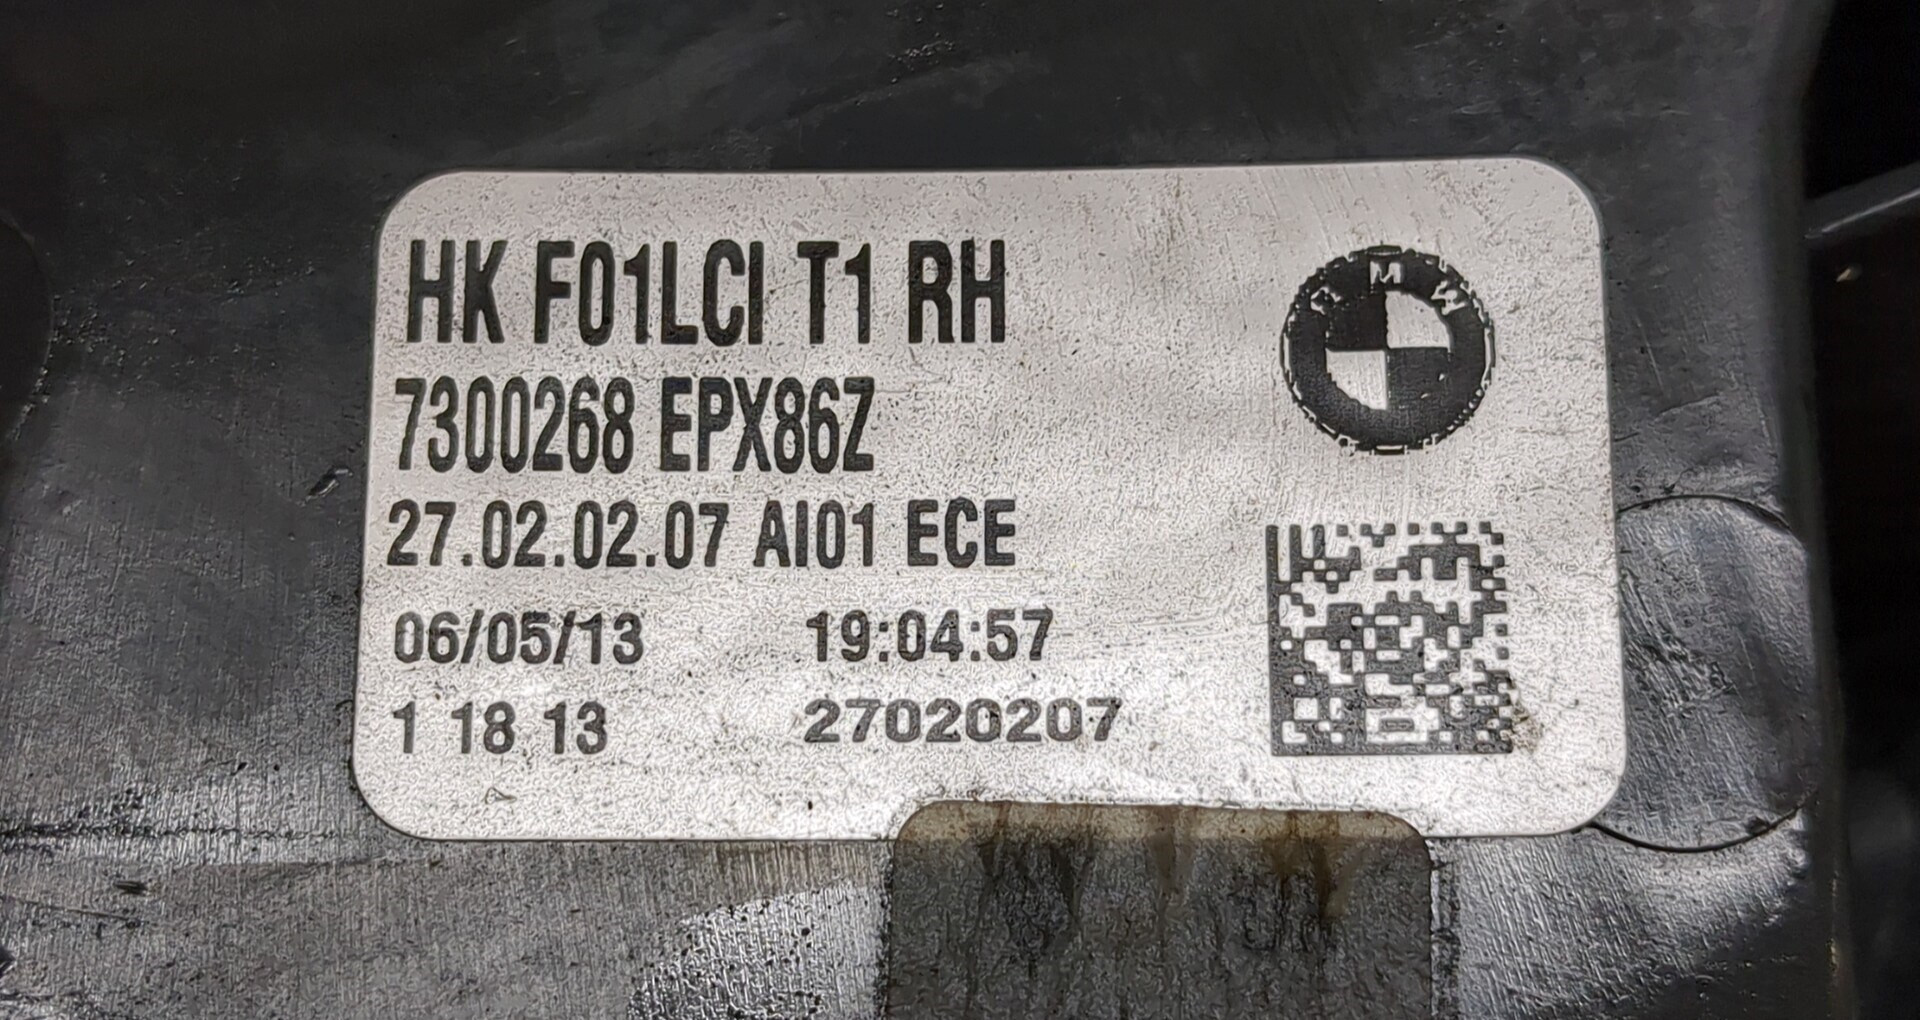 HK F01LCI T1 RH
BMW
7300268 EPX86Z
27.02.02.07 AI01 ECE
06/05/13 19:04:57
1 18 13 27020207